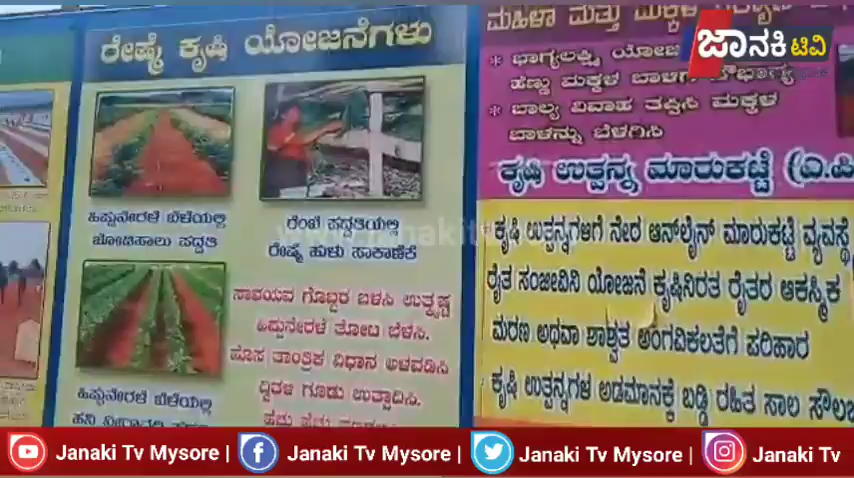 ರೇಷ್ಮೆ ಕೃಷಿ ಯೋಜನೆಗಳು
ಹಿಪ್ಪುನೇರಳೆ ಬೆಳೆಯಲ್ಲಿ
ಜೋಡಿಸಾಲು ಪದ್ದತಿ
ರೆಂಬೆ ಪದ್ದತಿಯಲ್ಲಿ
ರೇಷ್ಮೆ ಹುಳು ಸಾಕಾಣಿಕೆ
ಸಾವಯವ ಗೊಬ್ಬರ ಬಳಸಿ ಉತ್ಕೃಷ್ಟ
ಹಿಪ್ಪುನೇರಳೆ ತೋಟ ಬೆಳೆಸಿ.
ಹೊಸ ತಾಂತ್ರಿಕ ವಿಧಾನ ಅಳವಡಿಸಿ
ದ್ವಿತಳಿ ಗೂಡು ಉತ್ಪಾದಿಸಿ.
ಹಿಪ್ಪುನೇರಳೆ ಬೆಳೆಯಲ್ಲಿ
ಮಹಿಳಾ ಮತ್ತು ಮಕ್ಕಳ
* ಭಾಗ್ಯಲಕ್ಷ್ಮಿ
ಹೆಣ್ಣು ಮಕ್ಕಳ
* ಬಾಲ್ಯ ವಿವಾಹ ತಪ್ಪಿಸಿ ಮಕ್ಕಳ
ಬಾಳನ್ನು ಬೆಳಗಿಸಿ
ಕೃಷಿ ಉತ್ಪನ್ನ ಮಾರುಕಟ್ಟೆ (ಎ.ಪಿ
ಕೃಷಿ ಉತ್ಪನ್ನಗಳಿಗೆ ನೇರ ಆನ್‌ಲೈನ್ ಮಾರುಕಟ್ಟೆ ವ್ಯವಸ್ಥೆ
ರೈತ ಸಂಜೀವಿನಿ ಯೋಜನೆ ಕೃಷಿನಿರತ ರೈತರ ಆಕಸ್ಮಿಕ
ಮರಣ ಅಥವಾ ಶಾಶ್ವತ ಅಂಗವಿಕಲತೆಗೆ ಪರಿಹಾರ
ಕೃಷಿ ಉತ್ಪನ್ನಗಳ ಅಡಮಾನಕ್ಕೆ ಬಡ್ಡಿ ರಹಿತ ಸಾಲ ಸೌಲಭ
ಜಾನಕಿ ಟಿವಿ
Janaki Tv Mysore | Janaki Tv Mysore | Janaki Tv Mysore | Janaki Tv